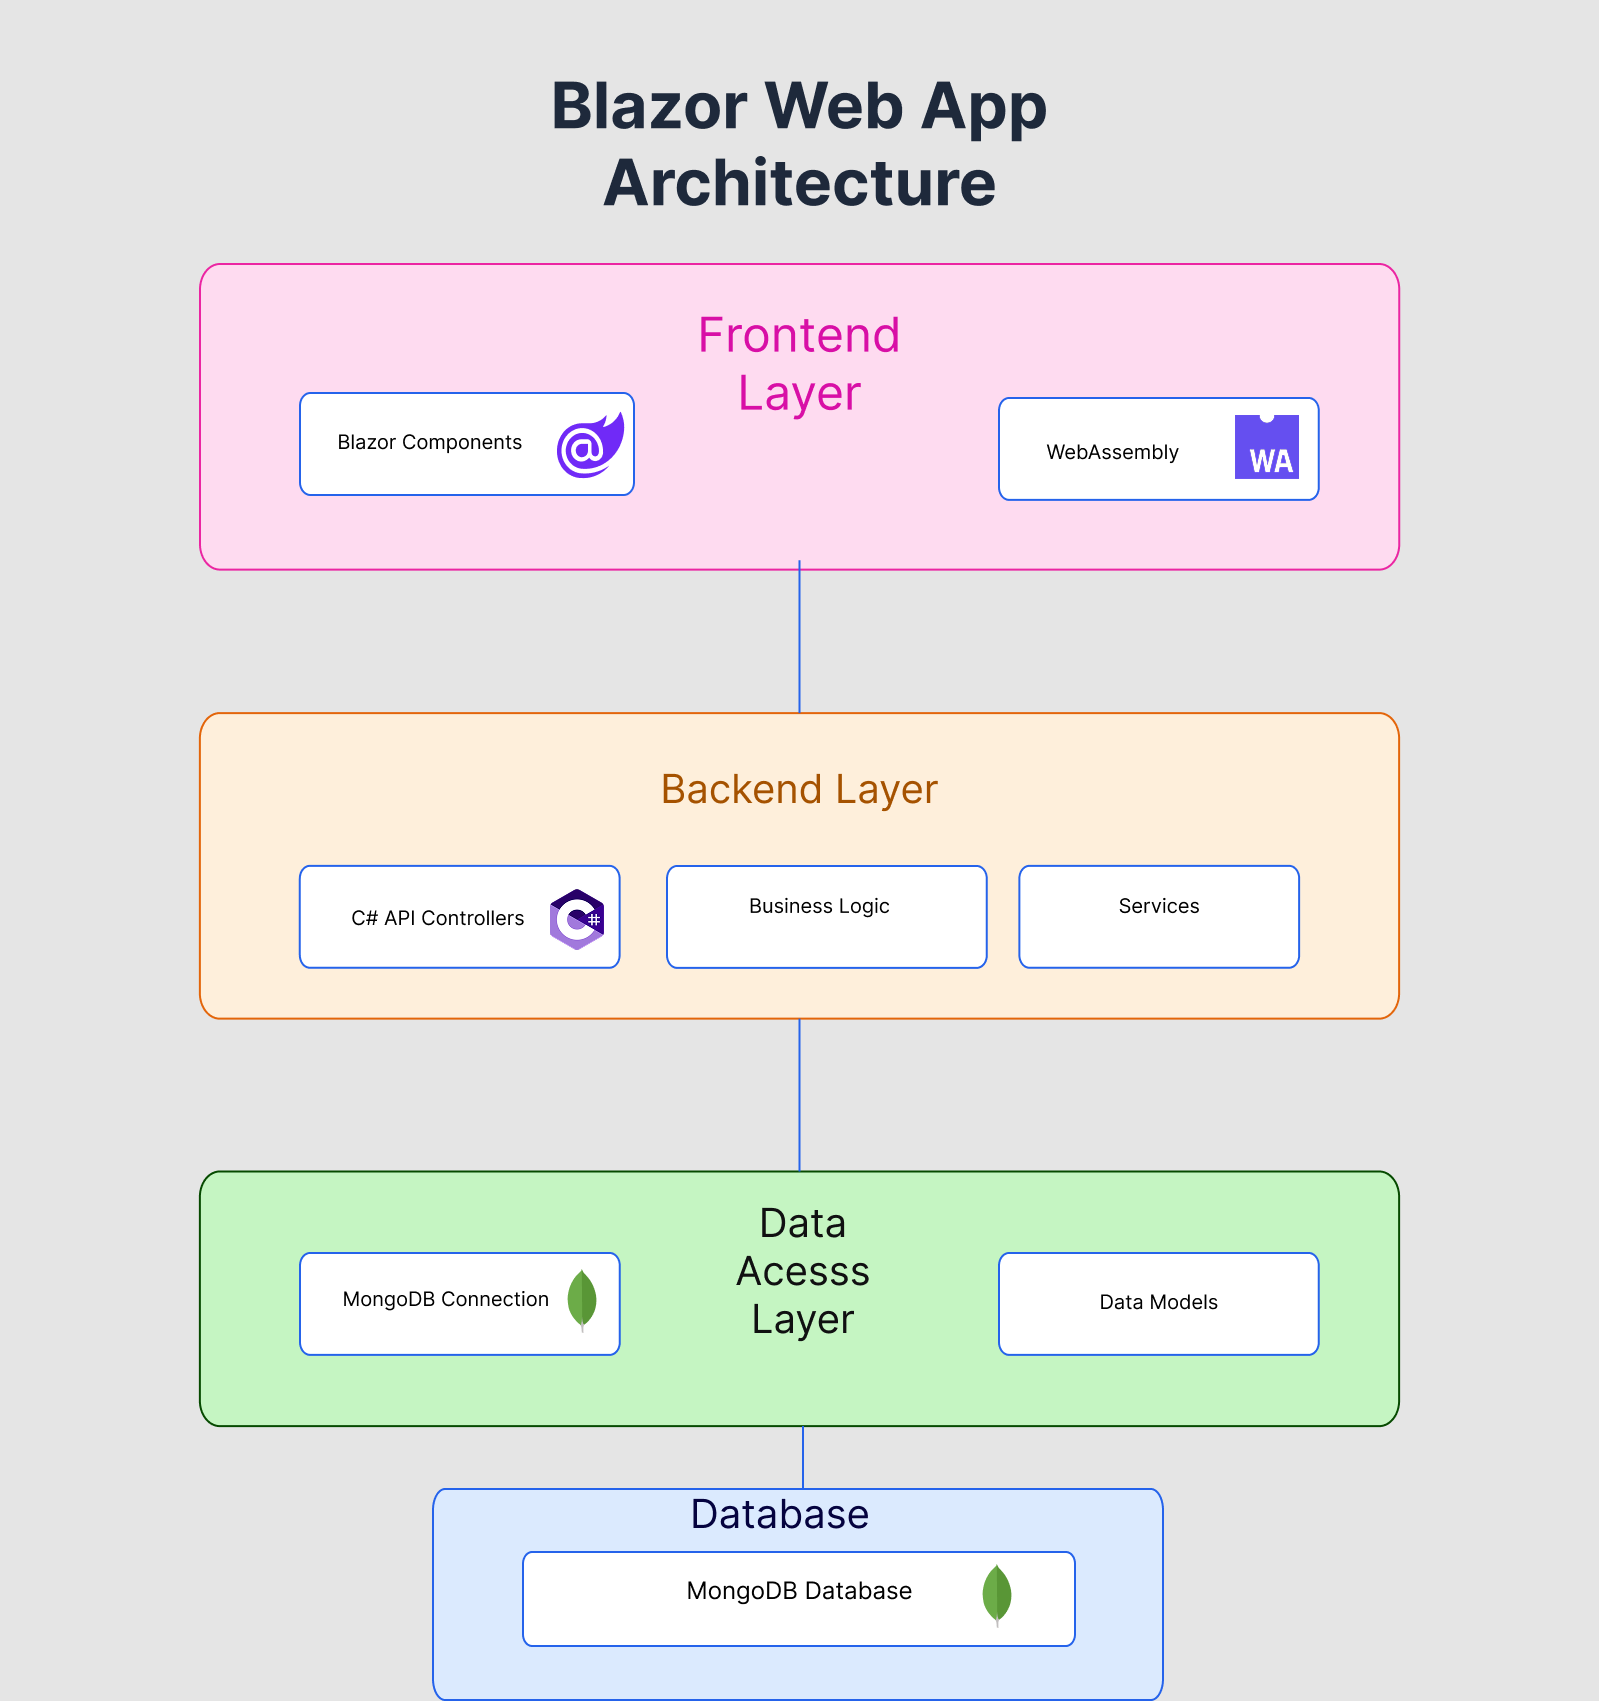 Blazor Web App
Architecture
Frontend
Layer
Blazor Components
@
WebAssembly
WA
Backend Layer
C# API Controllers
C#
Business Logic
Services
Data
Acesss
Layer
MongoDB Connection
Data Models
Database
MongoDB Database